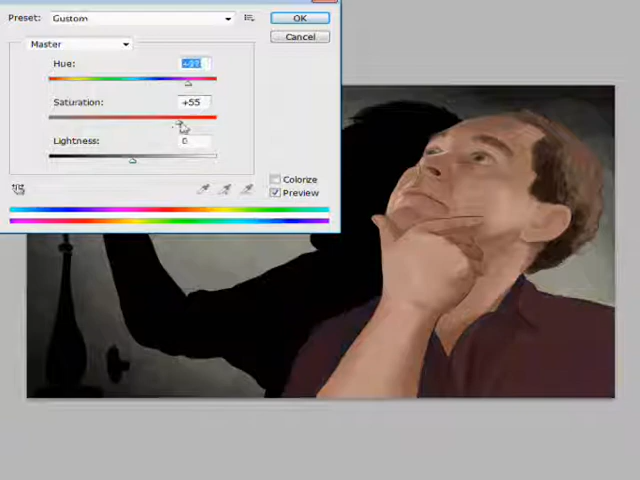 Preset: Custom
OK
Cancel
Master
Hue:
Saturation: +55
Lightness: 0
Colorize
Preview